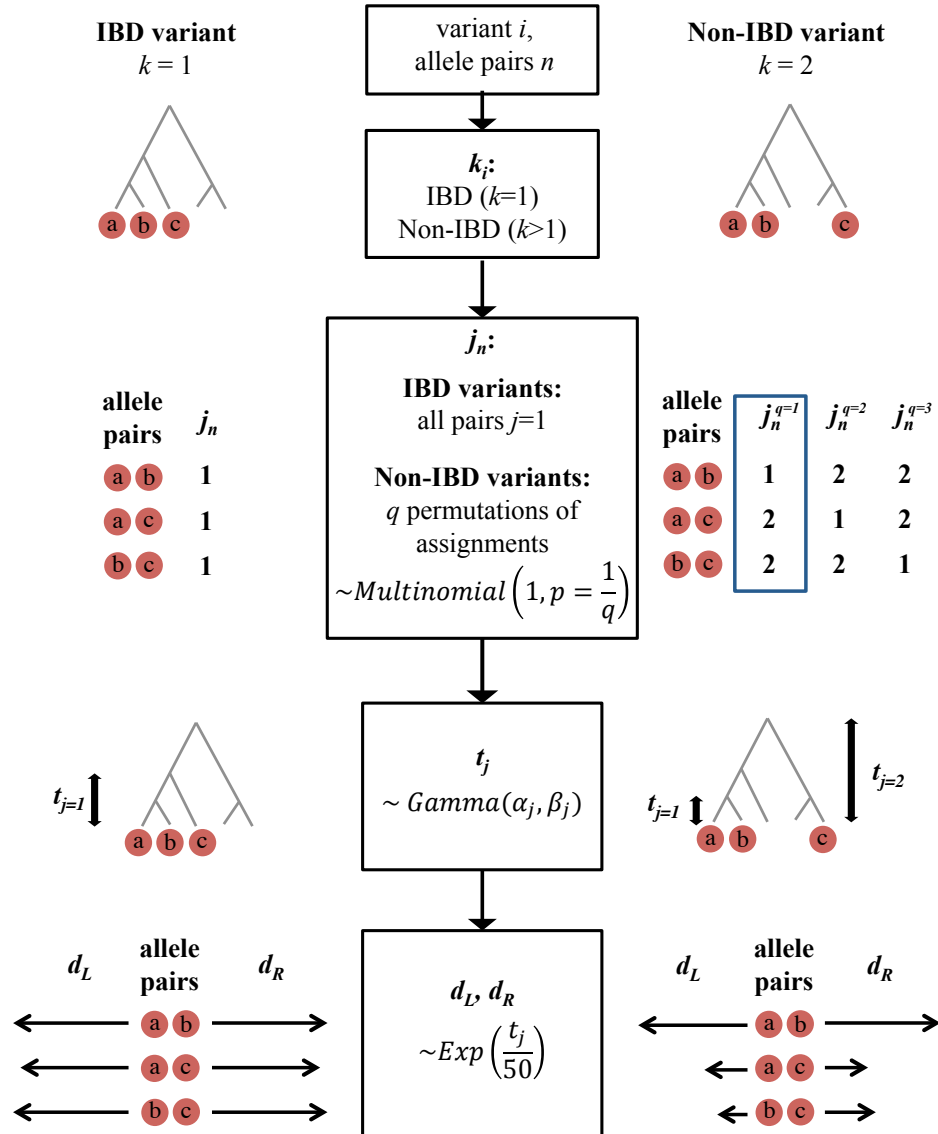 IBD variant
k = 1
variant i,
allele pairs n
Non-IBD variant
k = 2
a b c
k_i:
IBD (k=1)
Non-IBD (k>1)
a b c
j_n:
IBD variants:
all pairs j=1
Non-IBD variants:
q permutations of
assignments
~Multinomial(1, p = 1/q)
allele
pairs j_n
a b 1
a c 1
b c 1
allele
pairs j_n^{q=1} j_n^{q=2} j_n^{q=3}
a b 1 2 2
a c 2 1 2
b c 2 2 1
t_{j=1}
a b c
t_j
~ Gamma(α_j, β_j)
t_{j=1}
t_{j=2}
a b c
allele
pairs
d_L d_R
a b
a c
b c
d_L, d_R
~Exp(t_j/50)
allele
pairs
d_L d_R
a b
a c
b c